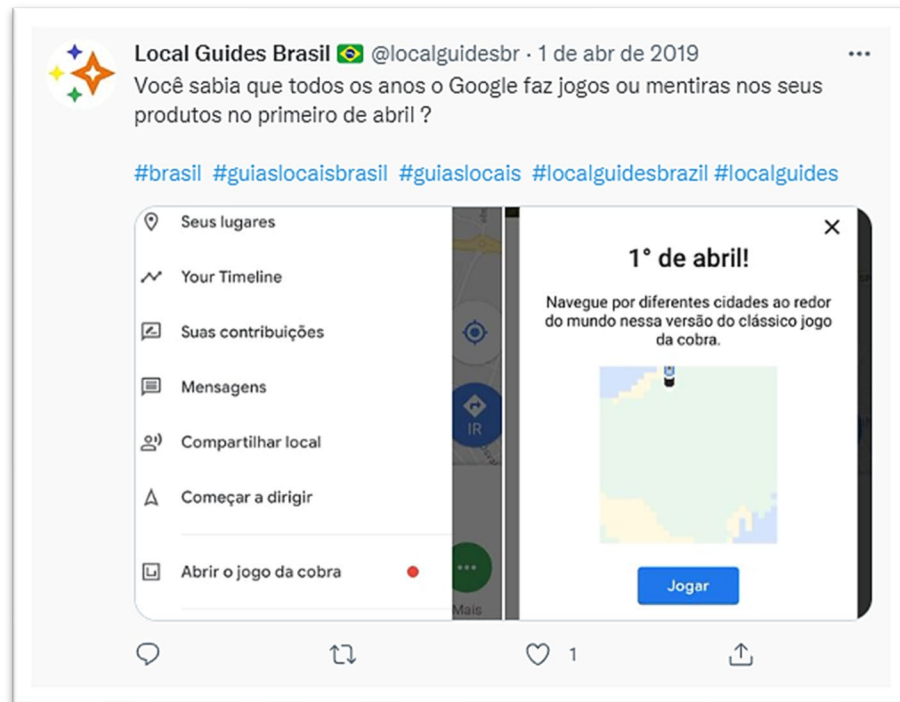 Local Guides Brasil 🇧🇷 @localguidesbr · 1 de abr de 2019
Você sabia que todos os anos o Google faz jogos ou mentiras nos seus
produtos no primeiro de abril ?
#brasil #guiaslocaisbrasil #guiaslocais #localguidesbrazil #localguides
Seus lugares
Your Timeline
Suas contribuições
Mensagens
Compartilhar local
Começar a dirigir
Abrir o jogo da cobra
IR
Mais
1° de abril!
Navegue por diferentes cidades ao redor
do mundo nessa versão do clássico jogo
da cobra.
Jogar
1